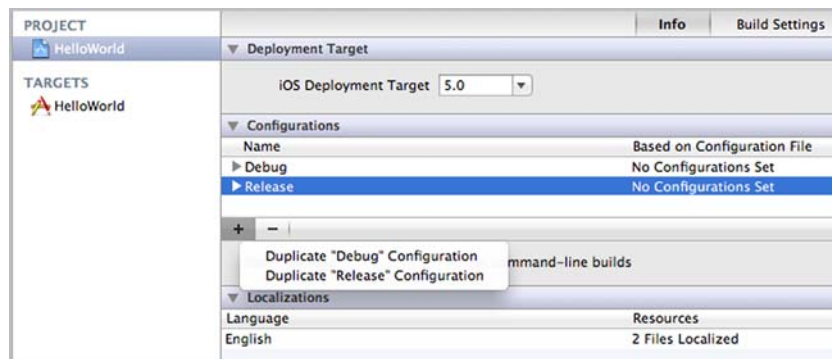 PROJECT
HelloWorld
TARGETS
HelloWorld
Info Build Settings
Deployment Target
iOS Deployment Target 5.0
Configurations
Name Based on Configuration File
Debug No Configurations Set
Release No Configurations Set
+ −
Duplicate "Debug" Configuration
Duplicate "Release" Configuration
mmand-line builds
Localizations
Language Resources
English 2 Files Localized